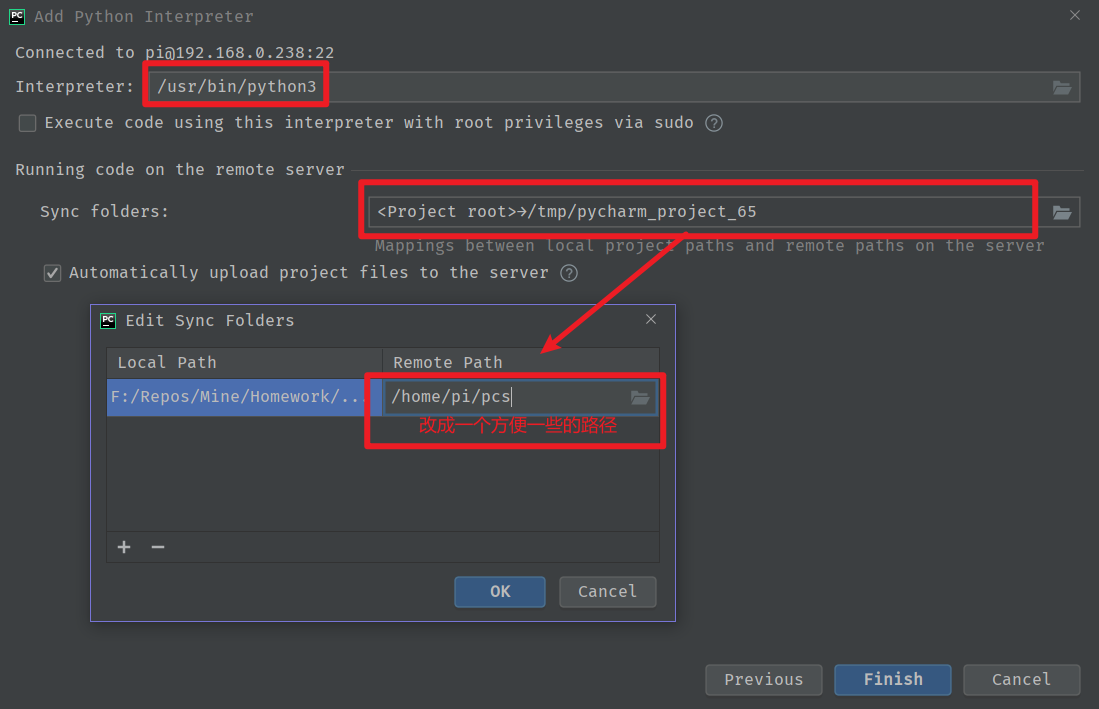 PC Add Python Interpreter
Connected to pi@192.168.0.238:22
Interpreter: /usr/bin/python3
Execute code using this interpreter with root privileges via sudo ?
Running code on the remote server
Sync folders: <Project root>→/tmp/pycharm_project_65
Mappings between local project paths and remote paths on the server
Automatically upload project files to the server ?
PC Edit Sync Folders
Local Path Remote Path
F:/Repos/Mine/Homework/... /home/pi/pcs
改成一个方便一些的路径
OK Cancel
Previous Finish Cancel